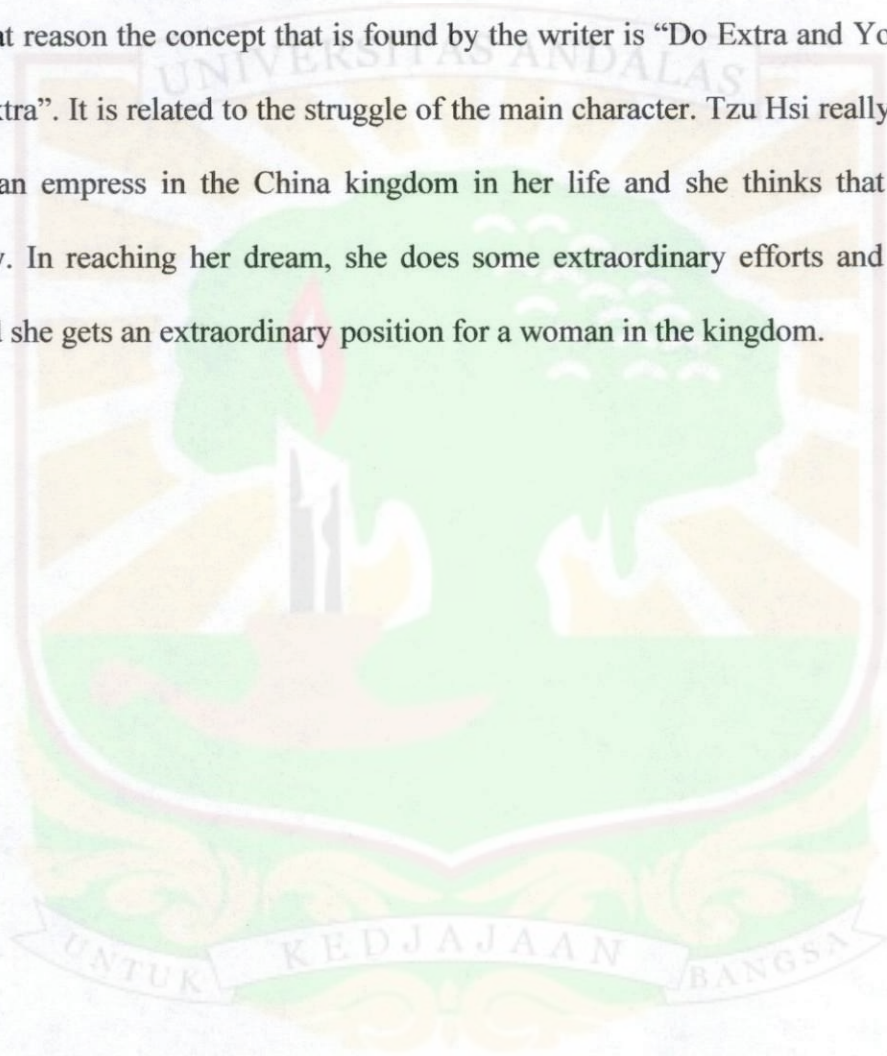 reason the concept that is found by the writer is “Do Extra and
UNIVERSITAS ANDALAS
. It is related to the struggle of the main character. Tzu Hsi really
an empress in the China kingdom in her life and she thinks that
. In reaching her dream, she does some extraordinary efforts and
she gets an extraordinary position for a woman in the kingdom.
UNTUK KEDJAJAAN BANGSA